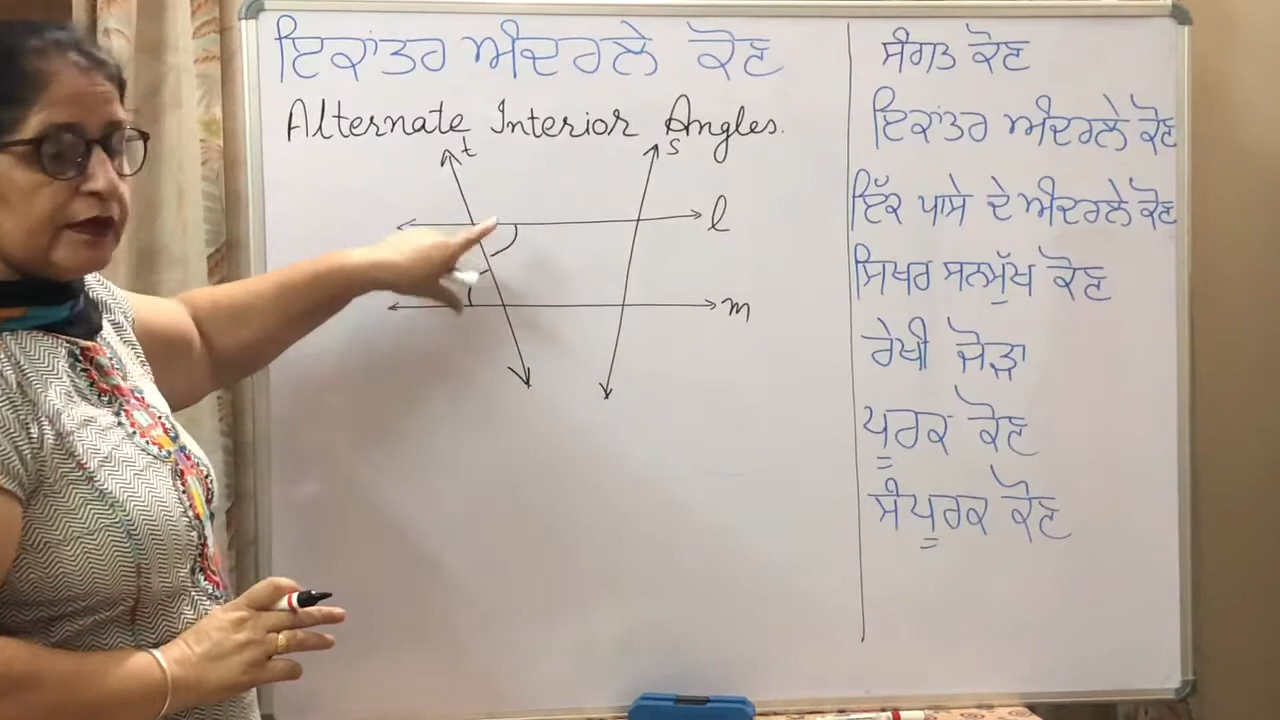 ਇਕਾਂਤਰ ਅੰਦਰਲੇ ਕੋਣ
Alternate Interior Angles.
t
s
l
m
ਸੰਗਤ ਕੋਣ
ਇਕਾਂਤਰ ਅੰਦਰਲੇ ਕੋਣ
ਇੱਕ ਪਾਸੇ ਦੇ ਅੰਦਰਲੇ ਕੋਣ
ਸਿਖਰ ਸਨਮੁੱਖ ਕੋਣ
ਰੇਖੀ ਜੋੜਾ
ਪੂਰਕ ਕੋਣ
ਸੰਪੂਰਕ ਕੋਣ